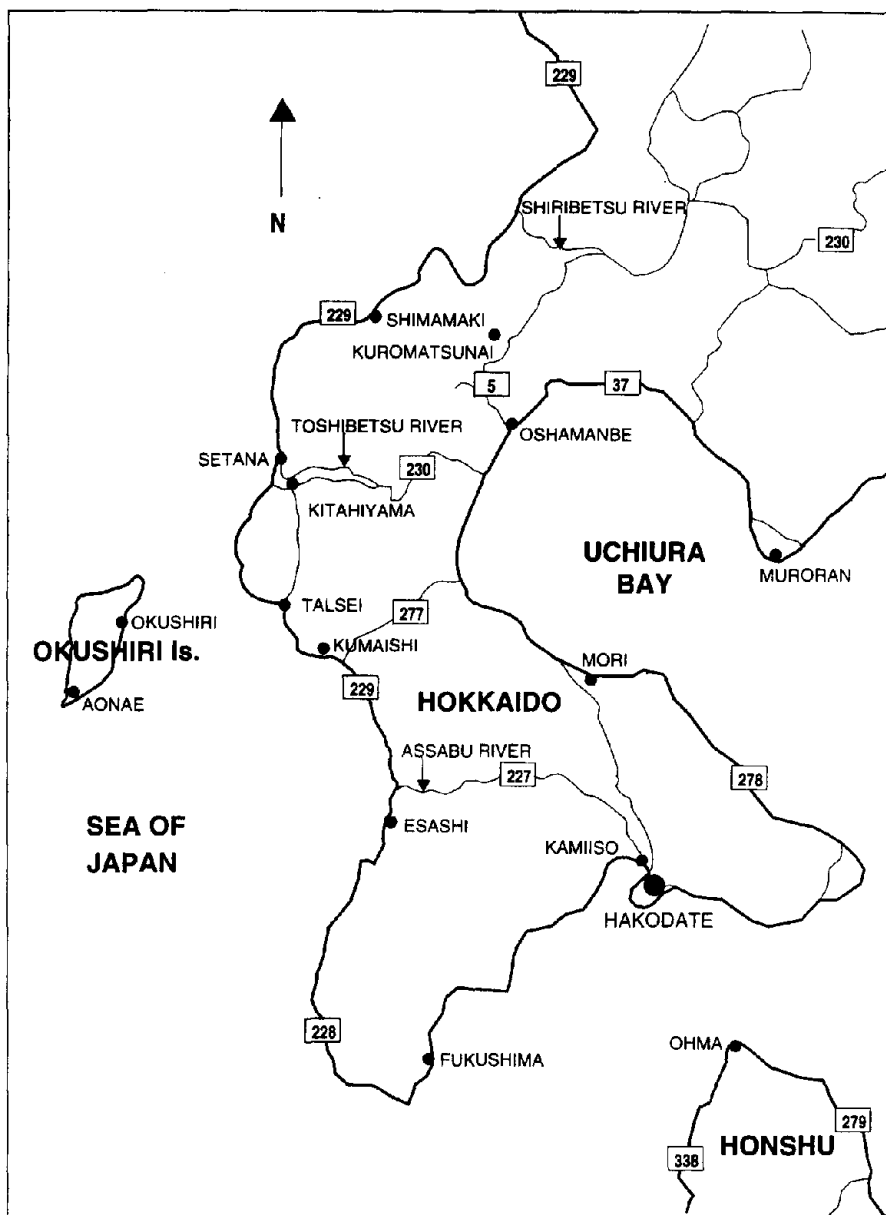 229
N
SHIRIBETSU RIVER
230
229
SHIMAMAKI
KUROMATSUNAI
5
37
TOSHIBETSU RIVER
OSHAMANBE
SETANA
230
KITAHIYAMA
UCHIURA
BAY
MURORAN
TALSEI
277
OKUSHIRI
OKUSHIRI Is.
KUMAISHI
MORI
AONAE
229
HOKKAIDO
ASSABU RIVER
227
278
SEA OF
JAPAN
ESASHI
KAMIISO
HAKODATE
228
FUKUSHIMA
OHMA
279
HONSHU
338